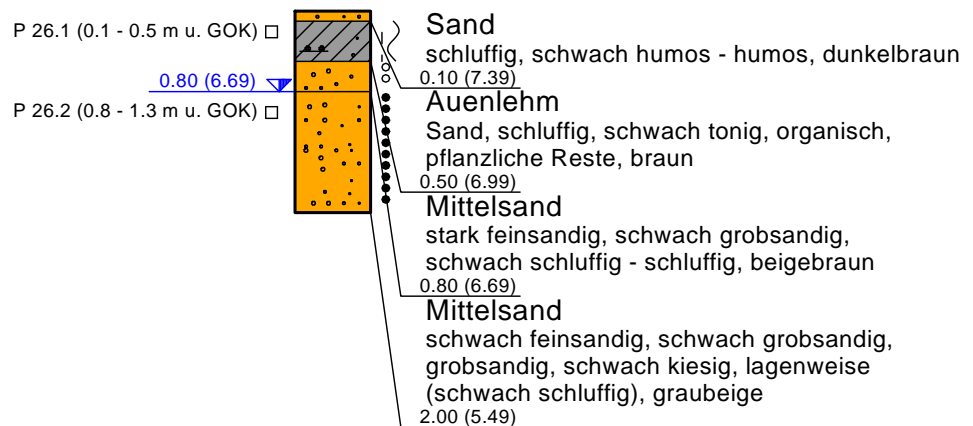 P 26.1 (0.1 - 0.5 m u. GOK)
0.80 (6.69)
P 26.2 (0.8 - 1.3 m u. GOK)
Sand
schluffig, schwach humos - humos, dunkelbraun
0.10 (7.39)
Auenlehm
Sand, schluffig, schwach tonig, organisch,
pflanzliche Reste, braun
0.50 (6.99)
Mittelsand
stark feinsandig, schwach grobsandig,
schwach schluffig - schluffig, beigebraun
0.80 (6.69)
Mittelsand
schwach feinsandig, schwach grobsandig,
grobsandig, schwach kiesig, lagenweise
(schwach schluffig), graubeige
2.00 (5.49)